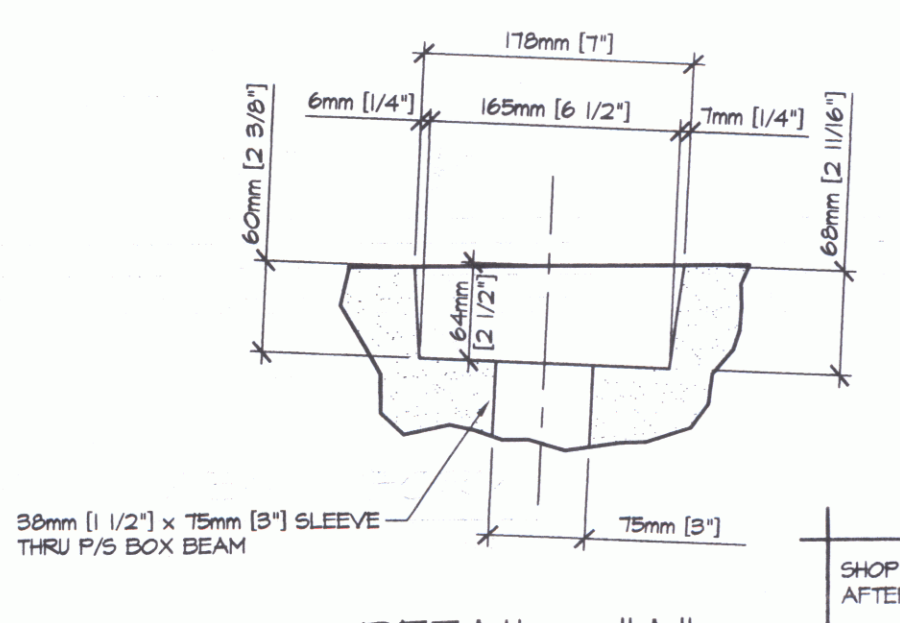 178mm [7"]
6mm [1/4"]
165mm [6 1/2"]
7mm [1/4"]
60mm [2 3/8"]
68mm [2 11/16"]
64mm
[2 1/2"]
38mm [1 1/2"] x 75mm [3"] SLEEVE
THRU P/S BOX BEAM
75mm [3"]
SHOP